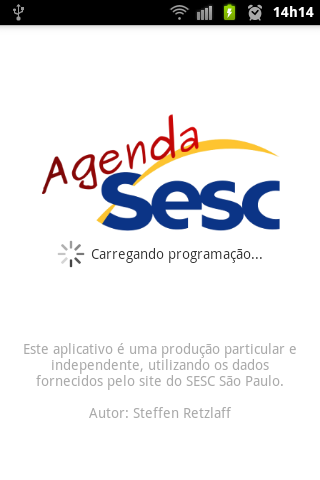 14h14
Agenda
Sesc
Carregando programação...
Este aplicativo é uma produção particular e
independente, utilizando os dados
fornecidos pelo site do SESC São Paulo.
Autor: Steffen Retzlaff